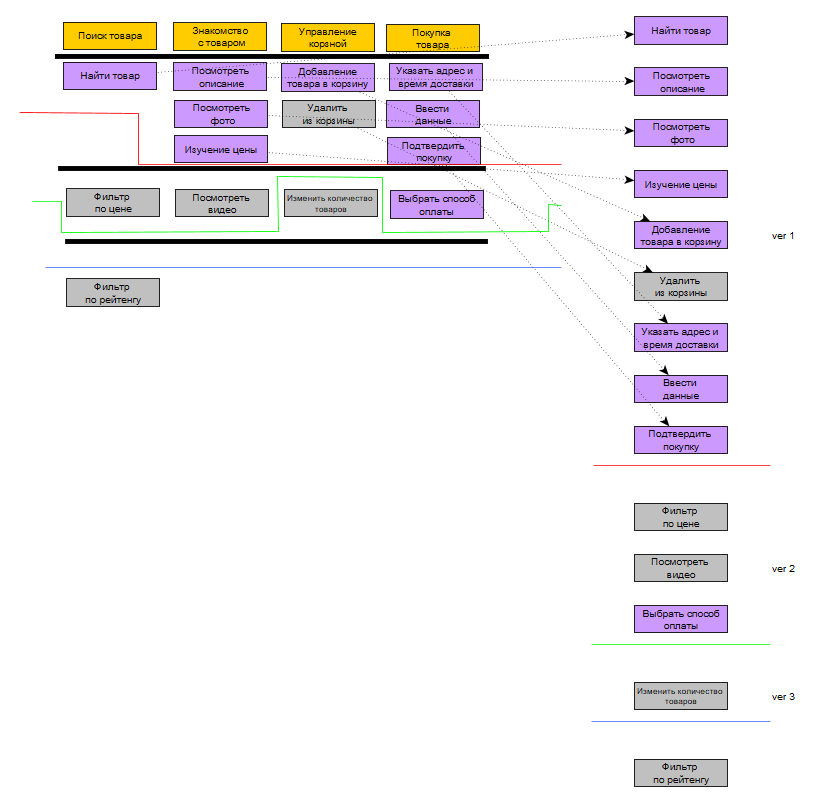 Поиск товара
Знакомство
с товаром
Управление
корзной
Покупка
товара
Найти товар
Посмотреть
описание
Добавление
товара в корзину
Указать адрес и
время доставки
Посмотреть
фото
Удалить
из корзины
Ввести
данные
Изучение цены
Подтвердить
покупку
Фильтр
по цене
Посмотреть
видео
Изменить количество
товаров
Выбрать способ
оплаты
Фильтр
по рейтенгу
Найти товар
Посмотреть
описание
Посмотреть
фото
Изучение цены
Добавление
товара в корзину
ver 1
Удалить
из корзины
Указать адрес и
время доставки
Ввести
данные
Подтвердить
покупку
Фильтр
по цене
Посмотреть
видео
ver 2
Выбрать способ
оплаты
Изменить количество
товаров
ver 3
Фильтр
по рейтенгу